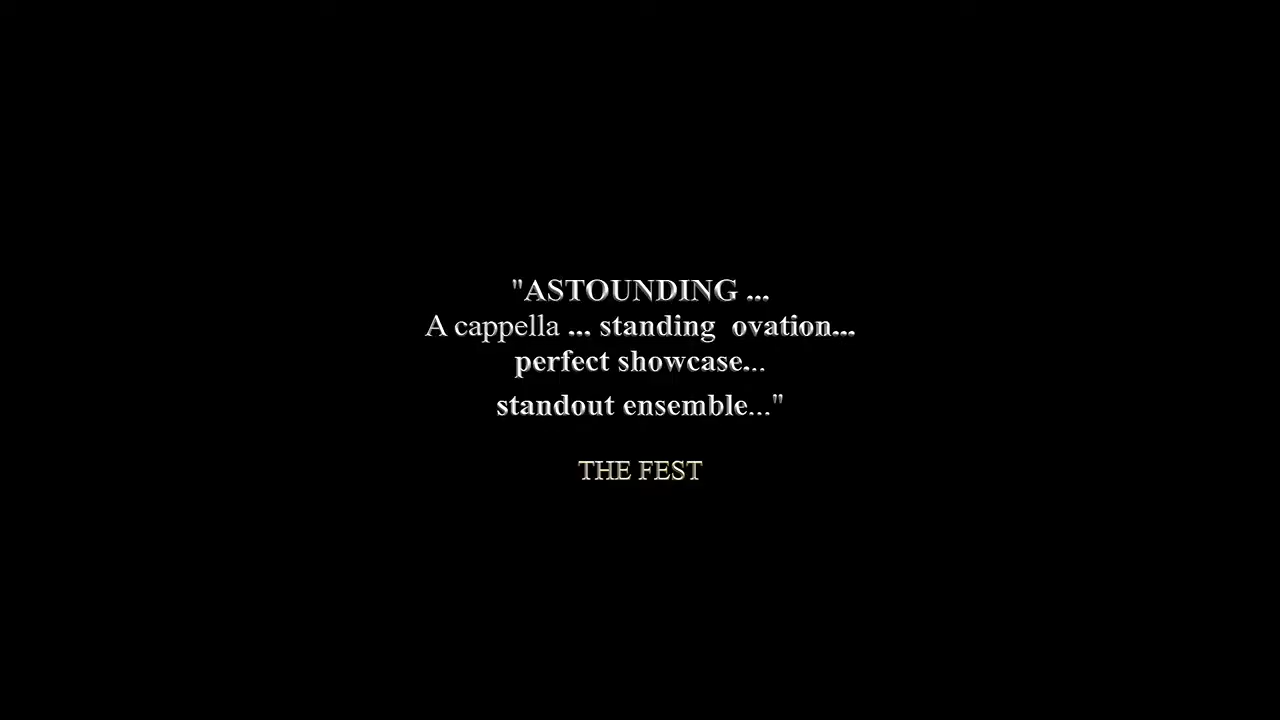 "ASTOUNDING ...
A cappella ... standing  ovation...
perfect showcase...
standout ensemble..."
THE FEST